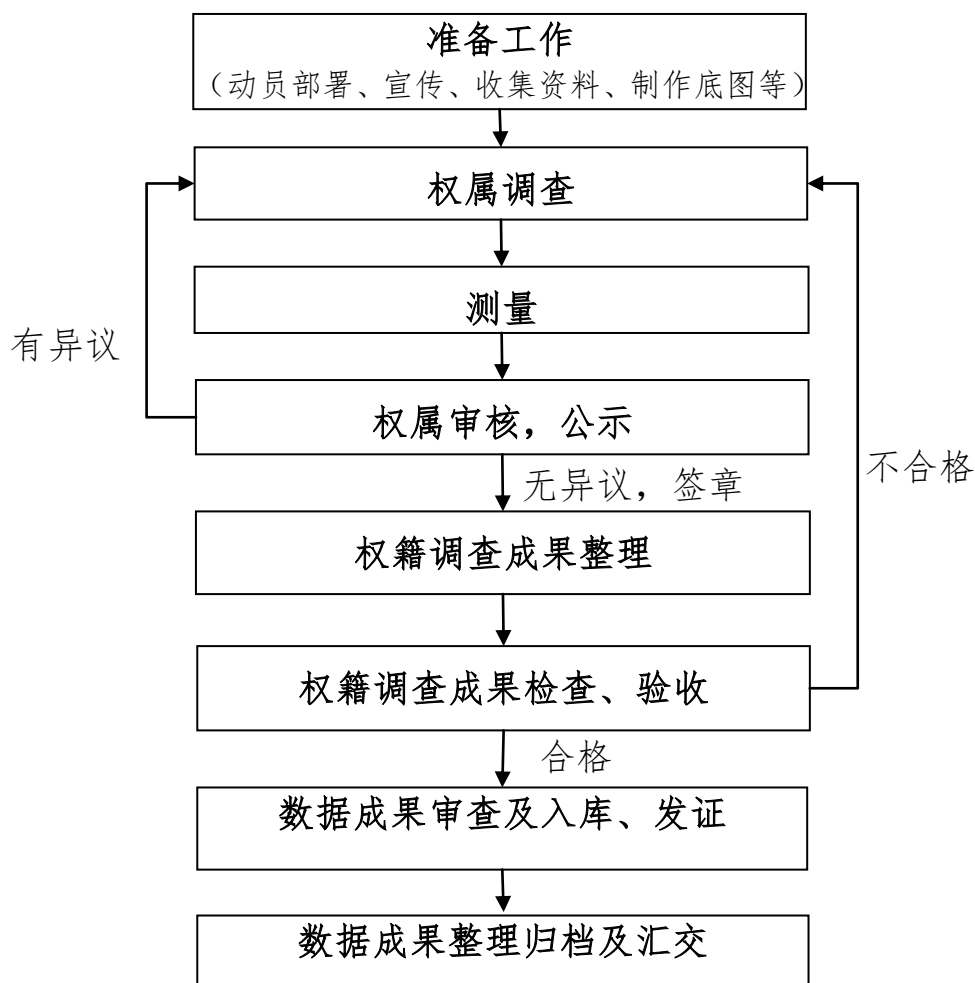 准备工作
（动员部署、宣传、收集资料、制作底图等）
权属调查
测量
有异议
权属审核，公示
不合格
无异议，签章
权籍调查成果整理
权籍调查成果检查、验收
合格
数据成果审查及入库、发证
数据成果整理归档及汇交